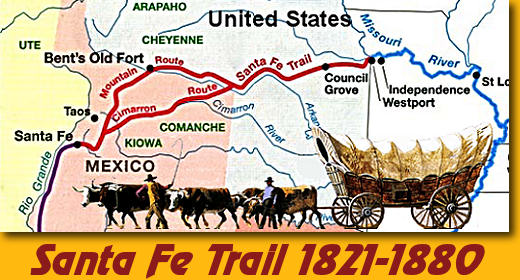 ARAPAHO
United States
Missouri
River
UTE
CHEYENNE
Bent's Old Fort
Mountain Route
Santa Fe Trail
Council Grove
Independence
Westport
St Lo
Taos
Cimarron Route
Cimarron River
Arkan
COMANCHE
Santa Fe
KIOWA
MEXICO
Rio Grande
Santa Fe Trail 1821-1880